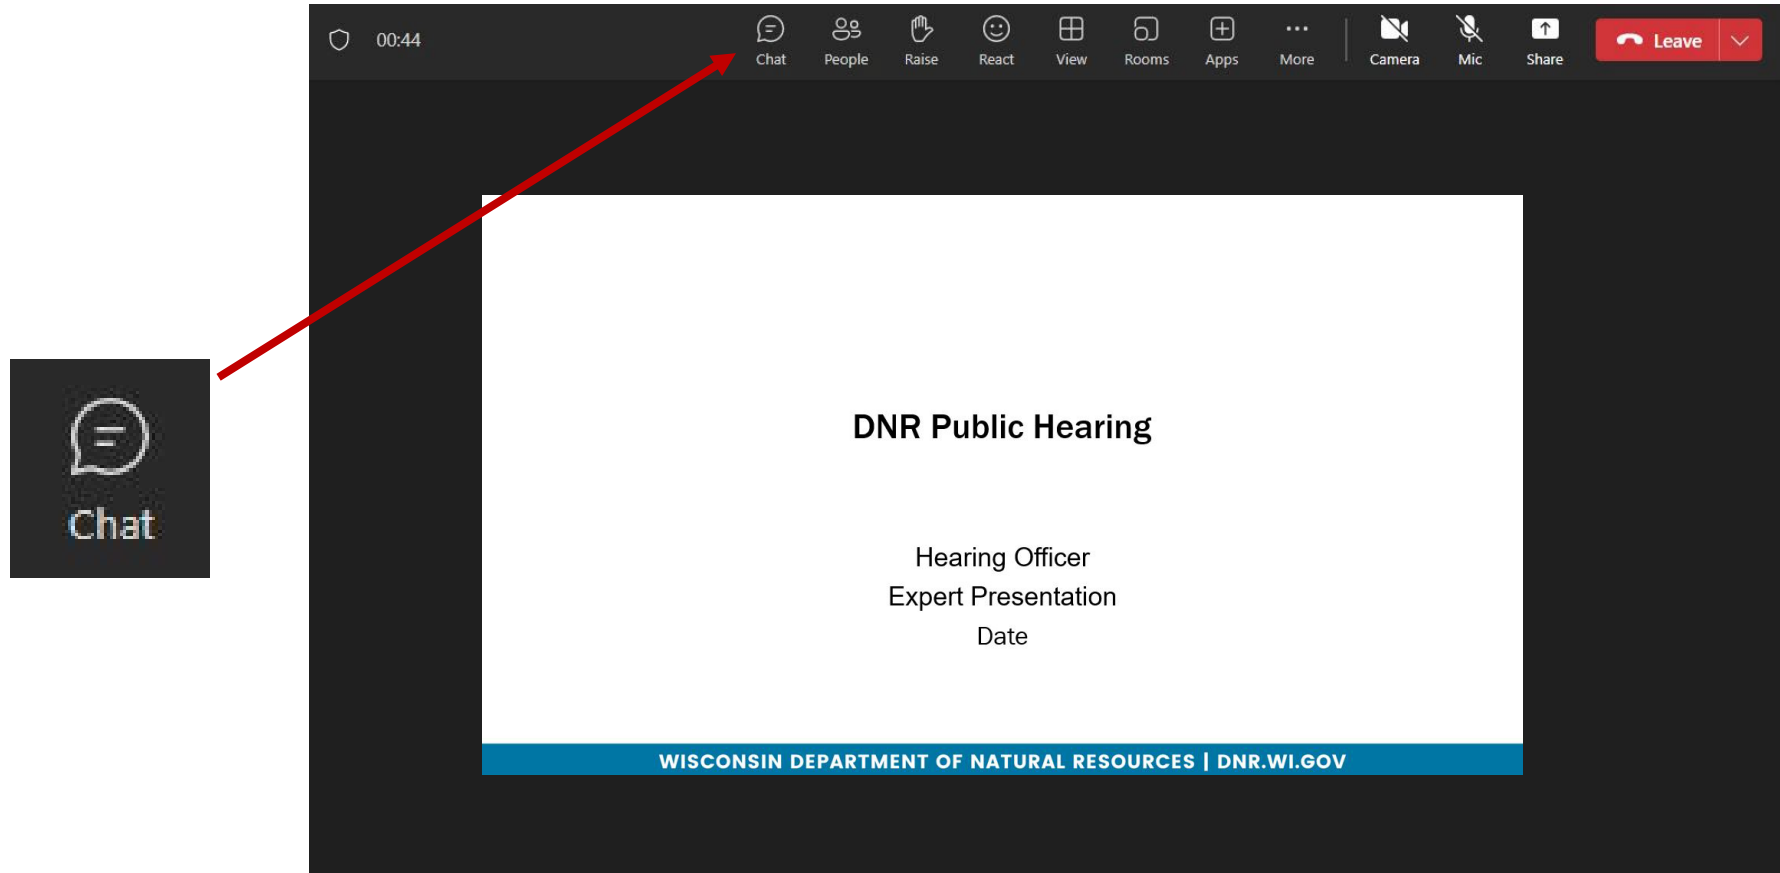 00:44
Chat
People
Raise
React
View
Rooms
Apps
More
Camera
Mic
Share
Leave
Chat
DNR Public Hearing
Hearing Officer
Expert Presentation
Date
WISCONSIN DEPARTMENT OF NATURAL RESOURCES | DNR.WI.GOV